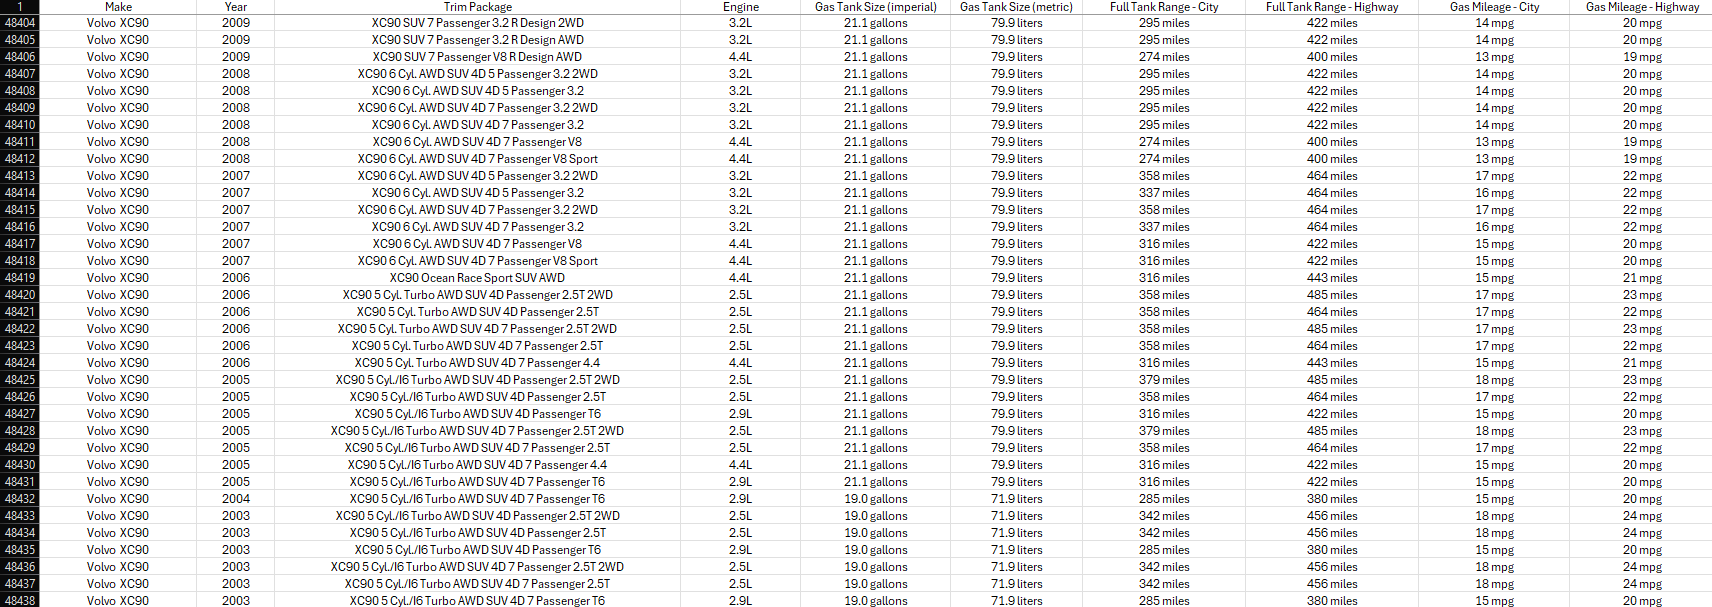 1 Make Year Trim Package Engine Gas Tank Size (imperial) Gas Tank Size (metric) Full Tank Range - City Full Tank Range - Highway Gas Mileage - City Gas Mileage - Highway
48404 Volvo XC90 2009 XC90 SUV 7 Passenger 3.2 R Design 2WD 3.2L 21.1 gallons 79.9 liters 295 miles 422 miles 14 mpg 20 mpg
48405 Volvo XC90 2009 XC90 SUV 7 Passenger 3.2 R Design AWD 3.2L 21.1 gallons 79.9 liters 295 miles 422 miles 14 mpg 20 mpg
48406 Volvo XC90 2009 XC90 SUV 7 Passenger V8 R Design AWD 4.4L 21.1 gallons 79.9 liters 274 miles 400 miles 13 mpg 19 mpg
48407 Volvo XC90 2008 XC90 6 Cyl. AWD SUV 4D 5 Passenger 3.2 2WD 3.2L 21.1 gallons 79.9 liters 295 miles 422 miles 14 mpg 20 mpg
48408 Volvo XC90 2008 XC90 6 Cyl. AWD SUV 4D 5 Passenger 3.2 3.2L 21.1 gallons 79.9 liters 295 miles 422 miles 14 mpg 20 mpg
48409 Volvo XC90 2008 XC90 6 Cyl. AWD SUV 4D 7 Passenger 3.2 2WD 3.2L 21.1 gallons 79.9 liters 295 miles 422 miles 14 mpg 20 mpg
48410 Volvo XC90 2008 XC90 6 Cyl. AWD SUV 4D 7 Passenger 3.2 3.2L 21.1 gallons 79.9 liters 295 miles 422 miles 14 mpg 20 mpg
48411 Volvo XC90 2008 XC90 6 Cyl. AWD SUV 4D 7 Passenger V8 4.4L 21.1 gallons 79.9 liters 274 miles 400 miles 13 mpg 19 mpg
48412 Volvo XC90 2008 XC90 6 Cyl. AWD SUV 4D 7 Passenger V8 Sport 4.4L 21.1 gallons 79.9 liters 274 miles 400 miles 13 mpg 19 mpg
48413 Volvo XC90 2007 XC90 6 Cyl. AWD SUV 4D 5 Passenger 3.2 2WD 3.2L 21.1 gallons 79.9 liters 358 miles 464 miles 17 mpg 22 mpg
48414 Volvo XC90 2007 XC90 6 Cyl. AWD SUV 4D 5 Passenger 3.2 3.2L 21.1 gallons 79.9 liters 337 miles 464 miles 16 mpg 22 mpg
48415 Volvo XC90 2007 XC90 6 Cyl. AWD SUV 4D 7 Passenger 3.2 2WD 3.2L 21.1 gallons 79.9 liters 358 miles 464 miles 17 mpg 22 mpg
48416 Volvo XC90 2007 XC90 6 Cyl. AWD SUV 4D 7 Passenger 3.2 3.2L 21.1 gallons 79.9 liters 337 miles 464 miles 16 mpg 22 mpg
48417 Volvo XC90 2007 XC90 6 Cyl. AWD SUV 4D 7 Passenger V8 4.4L 21.1 gallons 79.9 liters 316 miles 422 miles 15 mpg 20 mpg
48418 Volvo XC90 2007 XC90 6 Cyl. AWD SUV 4D 7 Passenger V8 Sport 4.4L 21.1 gallons 79.9 liters 316 miles 422 miles 15 mpg 20 mpg
48419 Volvo XC90 2006 XC90 Ocean Race Sport SUV AWD 4.4L 21.1 gallons 79.9 liters 316 miles 443 miles 15 mpg 21 mpg
48420 Volvo XC90 2006 XC90 5 Cyl. Turbo AWD SUV 4D Passenger 2.5T 2WD 2.5L 21.1 gallons 79.9 liters 358 miles 485 miles 17 mpg 23 mpg
48421 Volvo XC90 2006 XC90 5 Cyl. Turbo AWD SUV 4D Passenger 2.5T 2.5L 21.1 gallons 79.9 liters 358 miles 464 miles 17 mpg 22 mpg
48422 Volvo XC90 2006 XC90 5 Cyl. Turbo AWD SUV 4D 7 Passenger 2.5T 2WD 2.5L 21.1 gallons 79.9 liters 358 miles 485 miles 17 mpg 23 mpg
48423 Volvo XC90 2006 XC90 5 Cyl. Turbo AWD SUV 4D 7 Passenger 2.5T 2.5L 21.1 gallons 79.9 liters 358 miles 464 miles 17 mpg 22 mpg
48424 Volvo XC90 2006 XC90 5 Cyl. Turbo AWD SUV 4D 7 Passenger 4.4 4.4L 21.1 gallons 79.9 liters 316 miles 443 miles 15 mpg 21 mpg
48425 Volvo XC90 2005 XC90 5 Cyl./I6 Turbo AWD SUV 4D Passenger 2.5T 2WD 2.5L 21.1 gallons 79.9 liters 379 miles 485 miles 18 mpg 23 mpg
48426 Volvo XC90 2005 XC90 5 Cyl./I6 Turbo AWD SUV 4D Passenger 2.5T 2.5L 21.1 gallons 79.9 liters 358 miles 464 miles 17 mpg 22 mpg
48427 Volvo XC90 2005 XC90 5 Cyl./I6 Turbo AWD SUV 4D Passenger T6 2.9L 21.1 gallons 79.9 liters 316 miles 422 miles 15 mpg 20 mpg
48428 Volvo XC90 2005 XC90 5 Cyl./I6 Turbo AWD SUV 4D 7 Passenger 2.5T 2WD 2.5L 21.1 gallons 79.9 liters 379 miles 485 miles 18 mpg 23 mpg
48429 Volvo XC90 2005 XC90 5 Cyl./I6 Turbo AWD SUV 4D 7 Passenger 2.5T 2.5L 21.1 gallons 79.9 liters 358 miles 464 miles 17 mpg 22 mpg
48430 Volvo XC90 2005 XC90 5 Cyl./I6 Turbo AWD SUV 4D 7 Passenger 4.4 4.4L 21.1 gallons 79.9 liters 316 miles 422 miles 15 mpg 20 mpg
48431 Volvo XC90 2005 XC90 5 Cyl./I6 Turbo AWD SUV 4D 7 Passenger T6 2.9L 21.1 gallons 79.9 liters 316 miles 422 miles 15 mpg 20 mpg
48432 Volvo XC90 2004 XC90 5 Cyl./I6 Turbo AWD SUV 4D 7 Passenger T6 2.9L 19.0 gallons 71.9 liters 285 miles 380 miles 15 mpg 20 mpg
48433 Volvo XC90 2003 XC90 5 Cyl./I6 Turbo AWD SUV 4D Passenger 2.5T 2WD 2.5L 19.0 gallons 71.9 liters 342 miles 456 miles 18 mpg 24 mpg
48434 Volvo XC90 2003 XC90 5 Cyl./I6 Turbo AWD SUV 4D Passenger 2.5T 2.5L 19.0 gallons 71.9 liters 342 miles 456 miles 18 mpg 24 mpg
48435 Volvo XC90 2003 XC90 5 Cyl./I6 Turbo AWD SUV 4D Passenger T6 2.9L 19.0 gallons 71.9 liters 285 miles 380 miles 15 mpg 20 mpg
48436 Volvo XC90 2003 XC90 5 Cyl./I6 Turbo AWD SUV 4D 7 Passenger 2.5T 2WD 2.5L 19.0 gallons 71.9 liters 342 miles 456 miles 18 mpg 24 mpg
48437 Volvo XC90 2003 XC90 5 Cyl./I6 Turbo AWD SUV 4D 7 Passenger 2.5T 2.5L 19.0 gallons 71.9 liters 342 miles 456 miles 18 mpg 24 mpg
48438 Volvo XC90 2003 XC90 5 Cyl./I6 Turbo AWD SUV 4D 7 Passenger T6 2.9L 19.0 gallons 71.9 liters 285 miles 380 miles 15 mpg 20 mpg